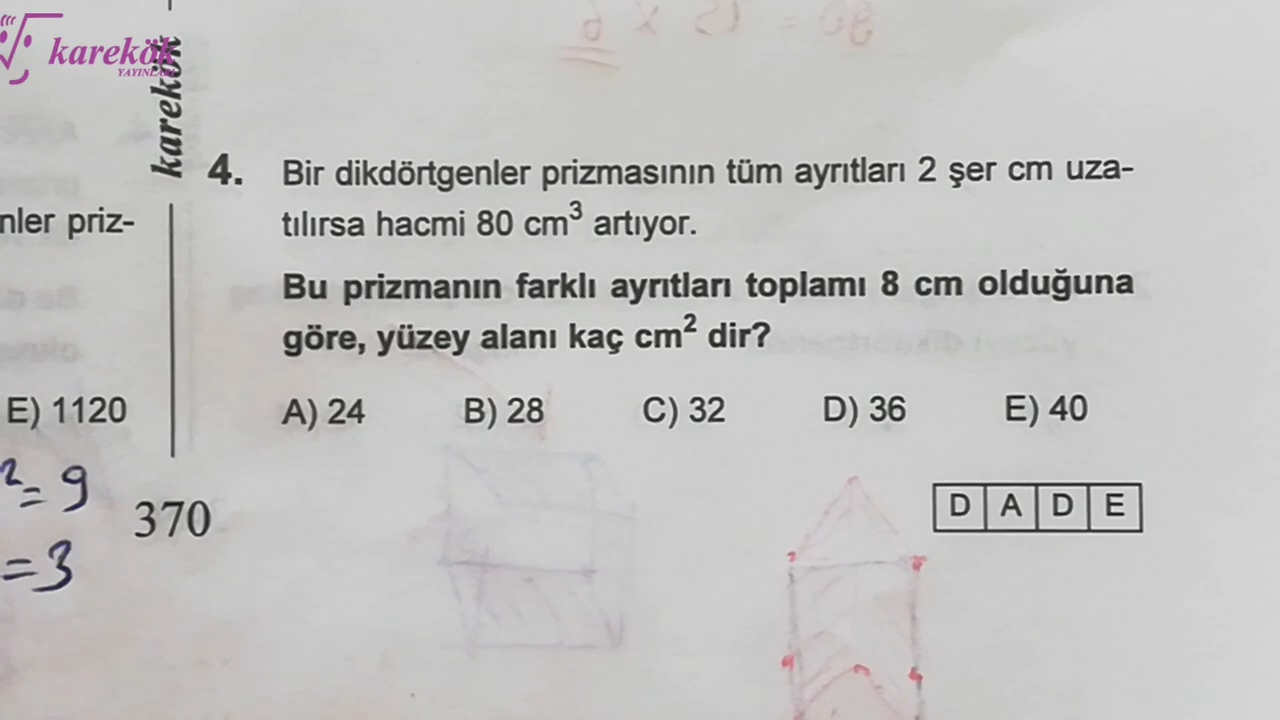 karekök
YAYINLARI
karekök
4. Bir dikdörtgenler prizmasının tüm ayrıtları 2 şer cm uza-
tılırsa hacmi 80 cm³ artıyor.
Bu prizmanın farklı ayrıtları toplamı 8 cm olduğuna
göre, yüzey alanı kaç cm² dir?
A) 24 B) 28 C) 32 D) 36 E) 40
D A D E
nler priz-
E) 1120
² = 9
= 3
370